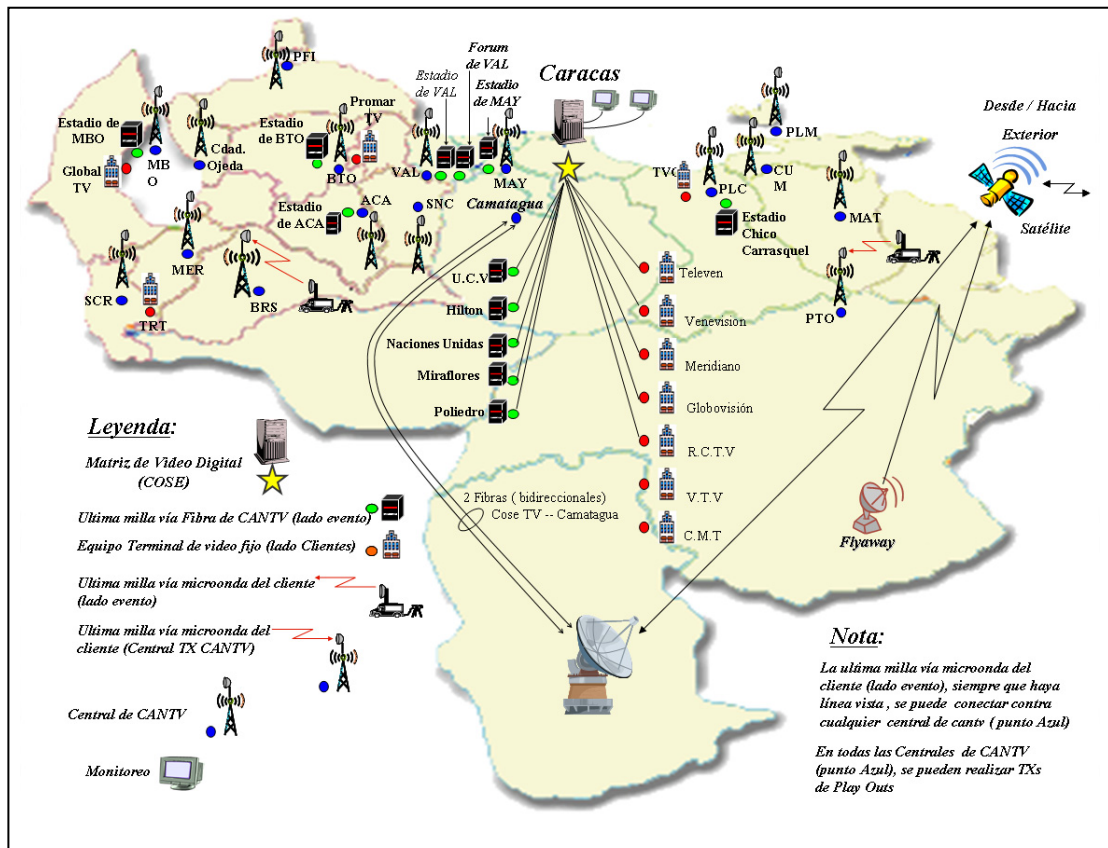 PFI
Estadio de
MBO
Global
TV
MB
O
Cdad.
Ojeda
Estadio
de BTO
Promar
TV
BTO
Estadio
de VAL
Forum
de VAL
Estadio
de MAY
VAL
MAY
Caracas
Camatagua
SNC
Estadio
de ACA
ACA
MER
SCR
TRT
BRS
TVO
PLC
Estadio
Chico
Carrasquel
CU
M
PLM
MAT
PTO
Desde / Hacia
Exterior
Satélite
U.C.V
Hilton
Naciones Unidas
Miraflores
Poliedro
Televen
Venevisión
Meridiano
Globovisión
R.C.T.V
V.T.V
C.M.T
2 Fibras ( bidireccionales)
Cose TV -- Camatagua
Flyaway
Leyenda:
Matriz de Video Digital
(COSE)
Ultima milla vía Fibra de CANTV (lado evento)
Equipo Terminal de video fijo (lado Clientes)
Ultima milla vía microonda del cliente
(lado evento)
Ultima milla vía microonda del
cliente (Central TX CANTV)
Central de CANTV
Monitoreo
Nota:
La ultima milla vía microonda del
cliente (lado evento), siempre que haya
línea vista , se puede conectar contra
cualquier central de cantv ( punto Azul)
En todas las Centrales de CANTV
(punto Azul), se pueden realizar TXs
de Play Outs